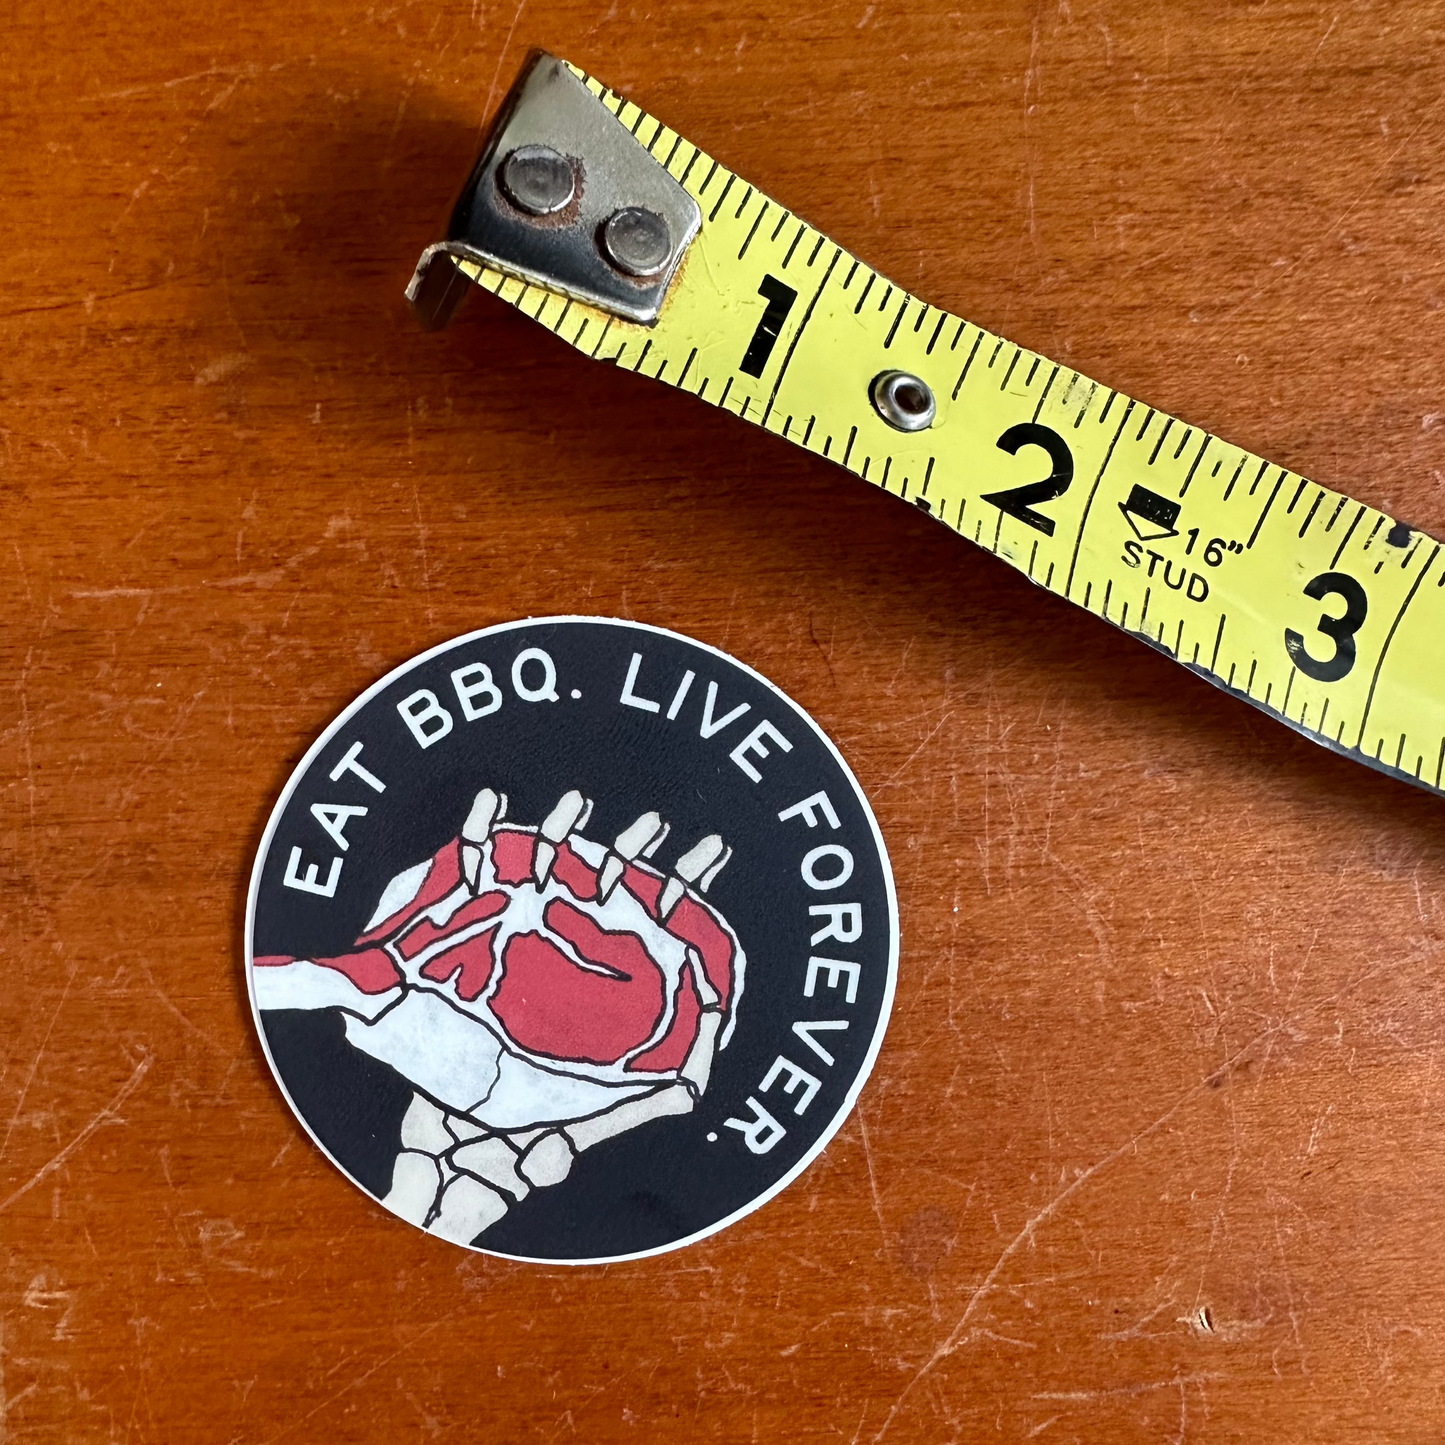 1
2
16"
STUD
3
EAT BBQ. LIVE FOREVER.